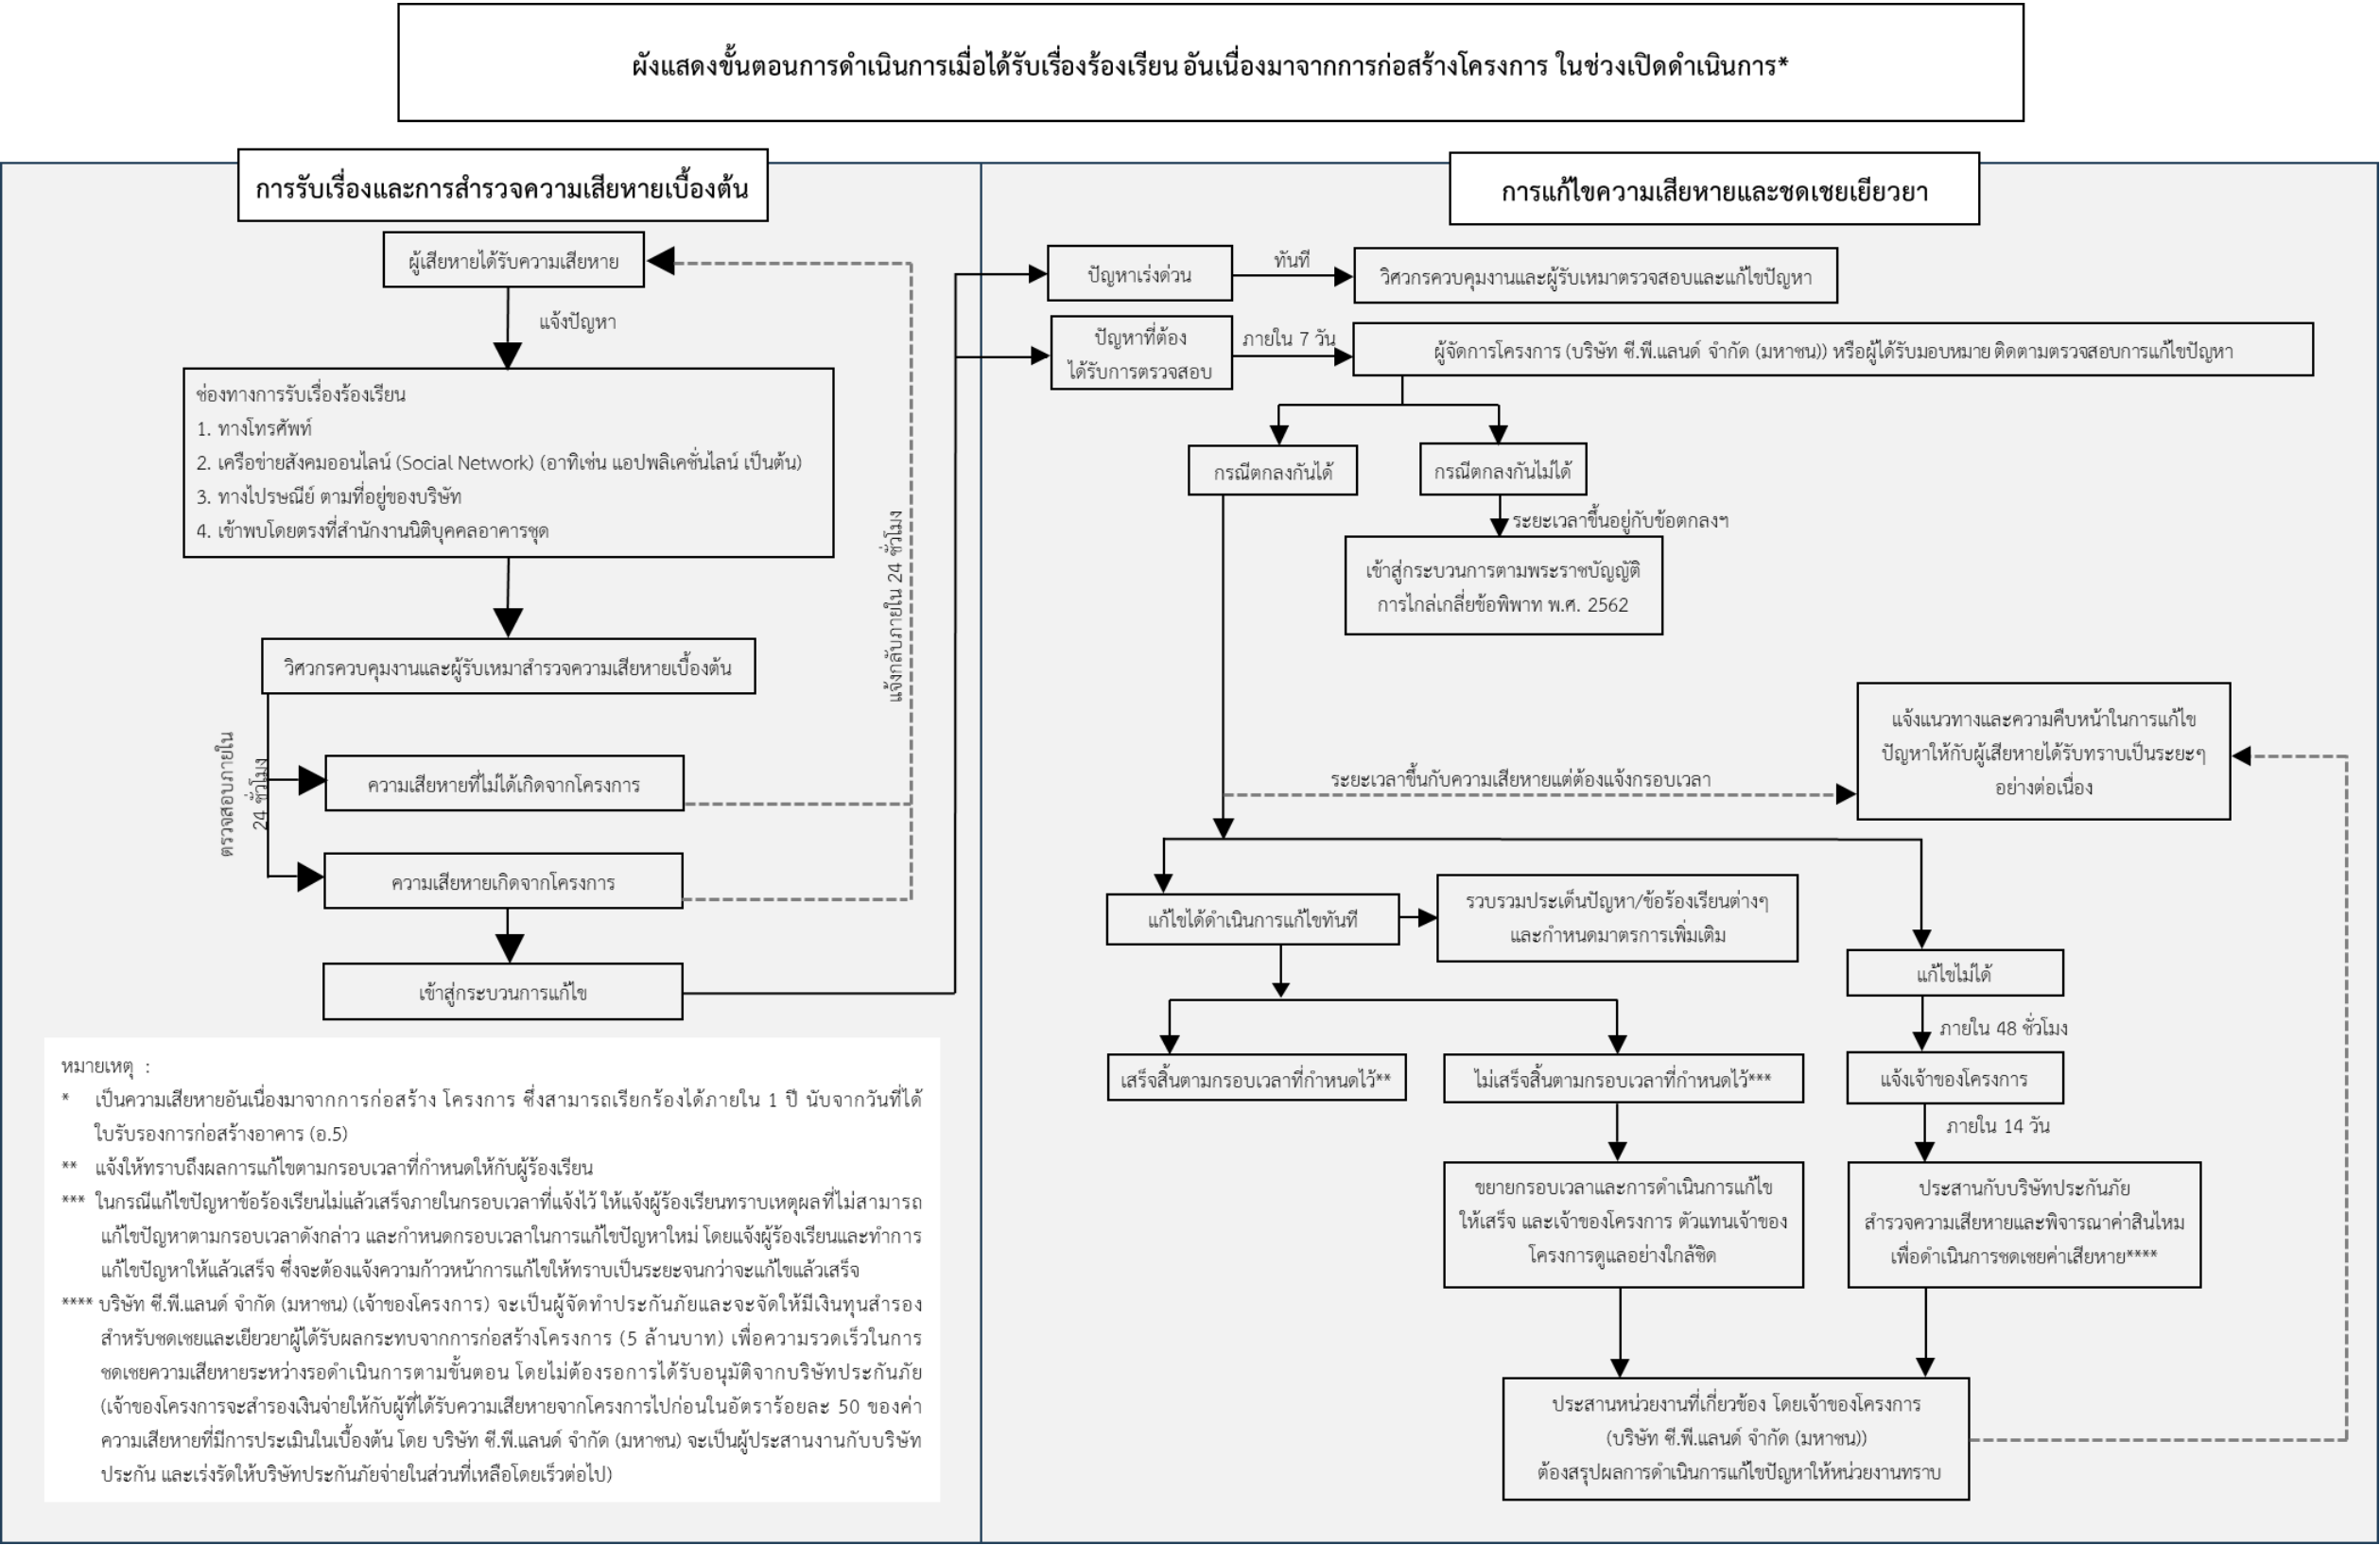 ผังแสดงขั้นตอนการดำเนินการเมื่อได้รับเรื่องร้องเรียน อันเนื่องมาจากการก่อสร้างโครงการ ในช่วงเปิดดำเนินการ*
การรับเรื่องและการสำรวจความเสียหายเบื้องต้น
ผู้เสียหายได้รับความเสียหาย
แจ้งปัญหา
ช่องทางการรับเรื่องร้องเรียน
1. ทางโทรศัพท์
2. เครือข่ายสังคมออนไลน์ (Social Network) (อาทิเช่น แอปพลิเคชั่นไลน์ เป็นต้น)
3. ทางไปรษณีย์ ตามที่อยู่ของบริษัท
4. เข้าพบโดยตรงที่สำนักงานนิติบุคคลอาคารชุด
แจ้งกลับภายใน 24 ชั่วโมง
วิศวกรควบคุมงานและผู้รับเหมาสำรวจความเสียหายเบื้องต้น
ตรวจสอบภายใน
24 ชั่วโมง
ความเสียหายที่ไม่ได้เกิดจากโครงการ
ความเสียหายเกิดจากโครงการ
เข้าสู่กระบวนการแก้ไข
หมายเหตุ :
* เป็นความเสียหายอันเนื่องมาจากการก่อสร้าง โครงการ ซึ่งสามารถเรียกร้องได้ภายใน 1 ปี นับจากวันที่ได้
ใบรับรองการก่อสร้างอาคาร (อ.5)
** แจ้งให้ทราบถึงผลการแก้ไขตามกรอบเวลาที่กำหนดให้กับผู้ร้องเรียน
*** ในกรณีแก้ไขปัญหาข้อร้องเรียนไม่แล้วเสร็จภายในกรอบเวลาที่แจ้งไว้ ให้แจ้งผู้ร้องเรียนทราบเหตุผลที่ไม่สามารถ
แก้ไขปัญหาตามกรอบเวลาดังกล่าว และกำหนดกรอบเวลาในการแก้ไขปัญหาใหม่ โดยแจ้งผู้ร้องเรียนและทำการ
แก้ไขปัญหาให้แล้วเสร็จ ซึ่งจะต้องแจ้งความก้าวหน้าการแก้ไขให้ทราบเป็นระยะจนกว่าจะแก้ไขแล้วเสร็จ
**** บริษัท ซี.พี.แลนด์ จำกัด (มหาชน) (เจ้าของโครงการ) จะเป็นผู้จัดทำประกันภัยและจะจัดให้มีเงินทุนสำรอง
สำหรับชดเชยและเยียวยาผู้ได้รับผลกระทบจากการก่อสร้างโครงการ (5 ล้านบาท) เพื่อความรวดเร็วในการ
ชดเชยความเสียหายระหว่างรอดำเนินการตามขั้นตอน โดยไม่ต้องรอการได้รับอนุมัติจากบริษัทประกันภัย
(เจ้าของโครงการจะสำรองเงินจ่ายให้กับผู้ที่ได้รับความเสียหายจากโครงการไปก่อนในอัตราร้อยละ 50 ของค่า
ความเสียหายที่มีการประเมินในเบื้องต้น โดย บริษัท ซี.พี.แลนด์ จำกัด (มหาชน) จะเป็นผู้ประสานงานกับบริษัท
ประกัน และเร่งรัดให้บริษัทประกันภัยจ่ายในส่วนที่เหลือโดยเร็วต่อไป)
การแก้ไขความเสียหายและชดเชยเยียวยา
ปัญหาเร่งด่วน
ทันที่
วิศวกรควบคุมงานและผู้รับเหมาตรวจสอบและแก้ไขปัญหา
ปัญหาที่ต้อง
ได้รับการตรวจสอบ
ภายใน 7 วัน
ผู้จัดการโครงการ (บริษัท ซี.พี.แลนด์ จำกัด (มหาชน)) หรือผู้ได้รับมอบหมาย ติดตามตรวจสอบการแก้ไขปัญหา
กรณีตกลงกันได้
กรณีตกลงกันไม่ได้
ระยะเวลาขึ้นอยู่กับข้อตกลงฯ
เข้าสู่กระบวนการตามพระราชบัญญัติ
การไกล่เกลี่ยข้อพิพาท พ.ศ. 2562
ระยะเวลาขึ้นกับความเสียหายแต่ต้องแจ้งกรอบเวลา
แจ้งแนวทางและความคืบหน้าในการแก้ไข
ปัญหาให้กับผู้เสียหายได้รับทราบเป็นระยะๆ
อย่างต่อเนื่อง
แก้ไขได้ดำเนินการแก้ไขทันที
รวบรวมประเด็นปัญหา/ข้อร้องเรียนต่างๆ
และกำหนดมาตรการเพิ่มเติม
แก้ไขไม่ได้
ภายใน 48 ชั่วโมง
เสร็จสิ้นตามกรอบเวลาที่กำหนดไว้**
ไม่เสร็จสิ้นตามกรอบเวลาที่กำหนดไว้***
แจ้งเจ้าของโครงการ
ภายใน 14 วัน
ขยายกรอบเวลาและการดำเนินการแก้ไข
ให้เสร็จ และเจ้าของโครงการ ตัวแทนเจ้าของ
โครงการดูแลอย่างใกล้ชิด
ประสานกับบริษัทประกันภัย
สำรวจความเสียหายและพิจารณาค่าสินไหม
เพื่อดำเนินการชดเชยค่าเสียหาย****
ประสานหน่วยงานที่เกี่ยวข้อง โดยเจ้าของโครงการ
(บริษัท ซี.พี.แลนด์ จำกัด (มหาชน))
ต้องสรุปผลการดำเนินการแก้ไขปัญหาให้หน่วยงานทราบ